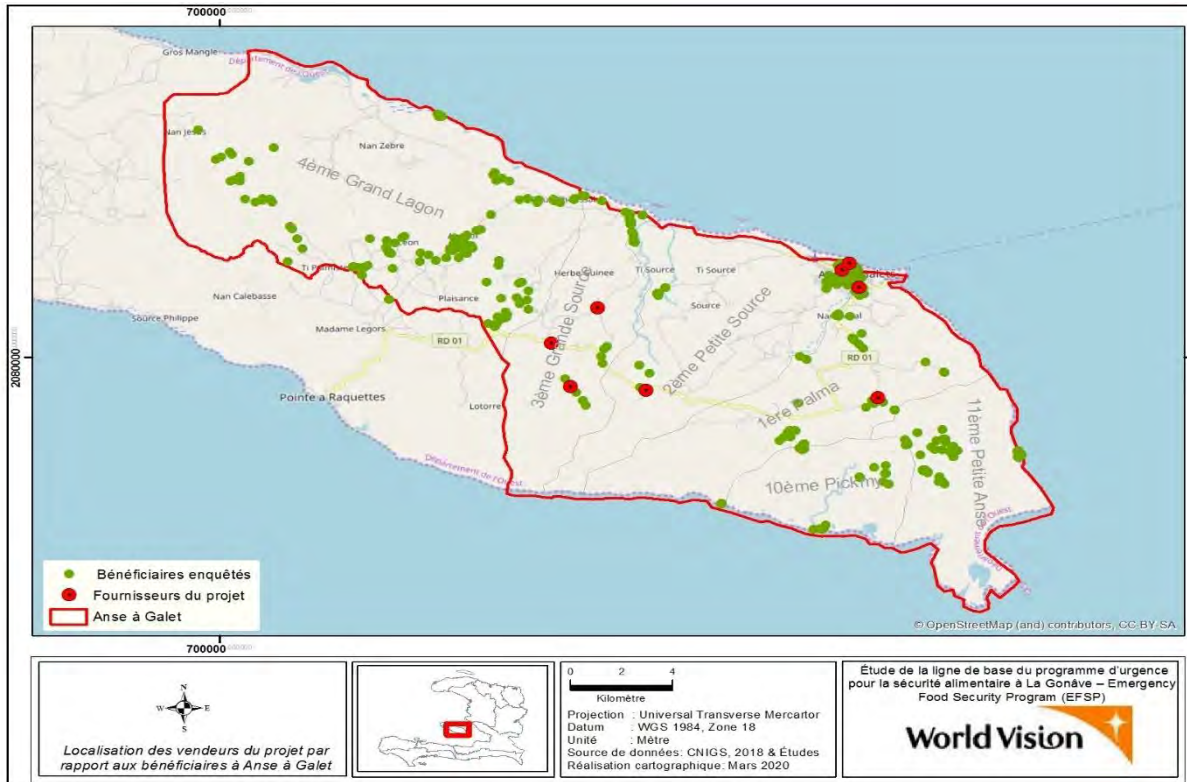 700000
Gros Mangle
Département de l'Ouest
Nan Jesus
Nan Zebre
4ème Grand Lagon
Herbe Guinee
Ti Source
Ti Source
Plaisance
Source
Nan Calebasse
Source Philippe
Madame Legors
RD 01
3ème Grande Source
2ème Petite Source
RD 01
2080000
Pointe a Raquettes
Lotorre
1ère Palma
11ème Petite Anse
10ème Pickmy
Département de l'Ouest
Bénéficiaires enquêtés
Fournisseurs du projet
Anse à Galet
© OpenStreetMap (and) contributors, CC-BY-SA
700000
N
W E
S
Localisation des vendeurs du projet par
rapport aux bénéficiaires à Anse à Galet
0 2 4
Kilomètre
Projection : Universal Transverse Mercartor
Datum : WGS 1984, Zone 18
Unité : Mètre
Source de données: CNIGS, 2018 & Études
Réalisation cartographique: Mars 2020
Étude de la ligne de base du programme d'urgence
pour la sécurité alimentaire à La Gonâve – Emergency
Food Security Program (EFSP)
World Vision